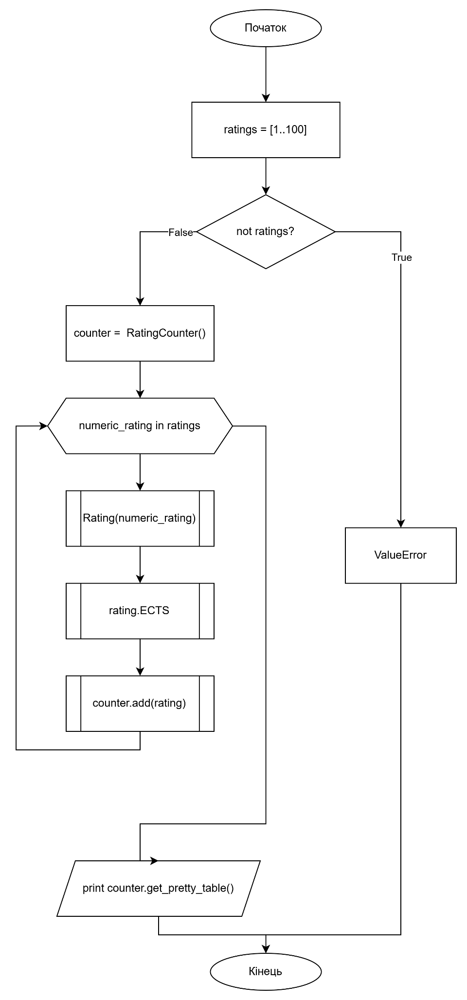 Початок
ratings = [1..100]
not ratings?
False
True
counter =  RatingCounter()
numeric_rating in ratings
Rating(numeric_rating)
ValueError
rating.ECTS
counter.add(rating)
print counter.get_pretty_table()
Кінець